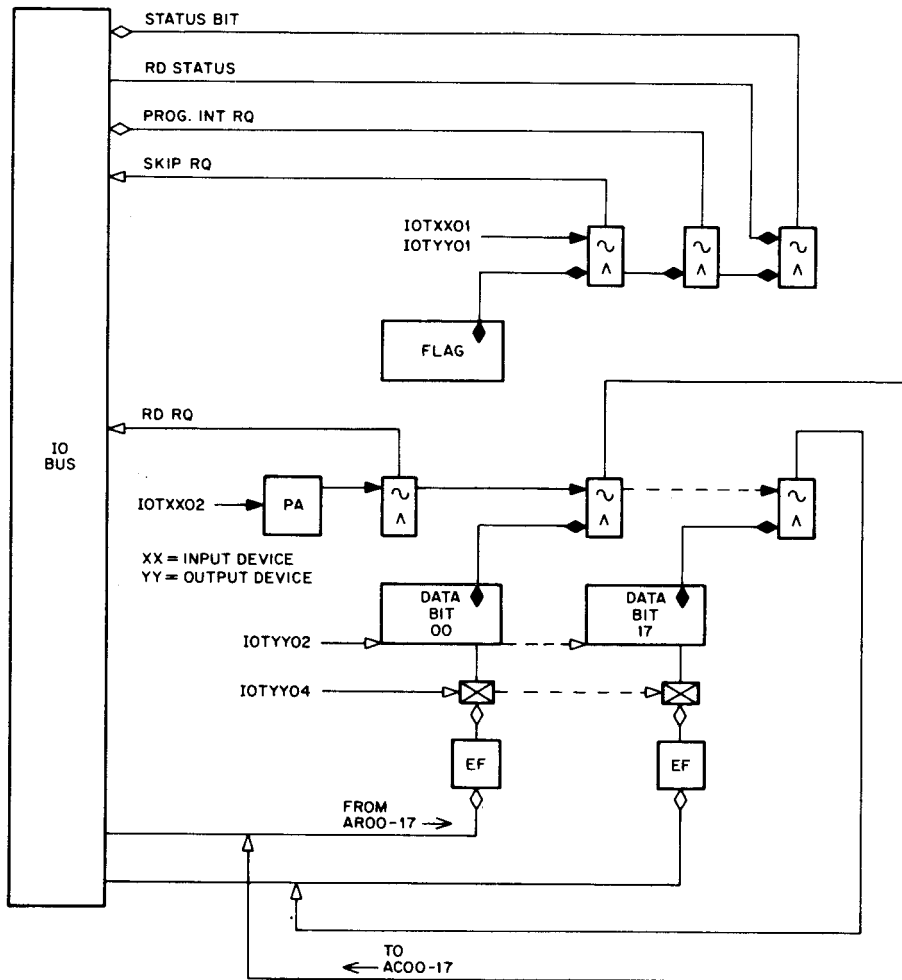 STATUS BIT
RD STATUS
PROG. INT RQ
SKIP RQ
IOTXX01
IOTYY01
~
^
~
^
~
^
FLAG
RD RQ
IO
BUS
IOTXX02
PA
~
^
~
^
~
^
XX = INPUT DEVICE
YY = OUTPUT DEVICE
DATA
BIT
00
DATA
BIT
17
IOTYY02
IOTYY04
EF
EF
FROM
AR00-17
TO
AC00-17